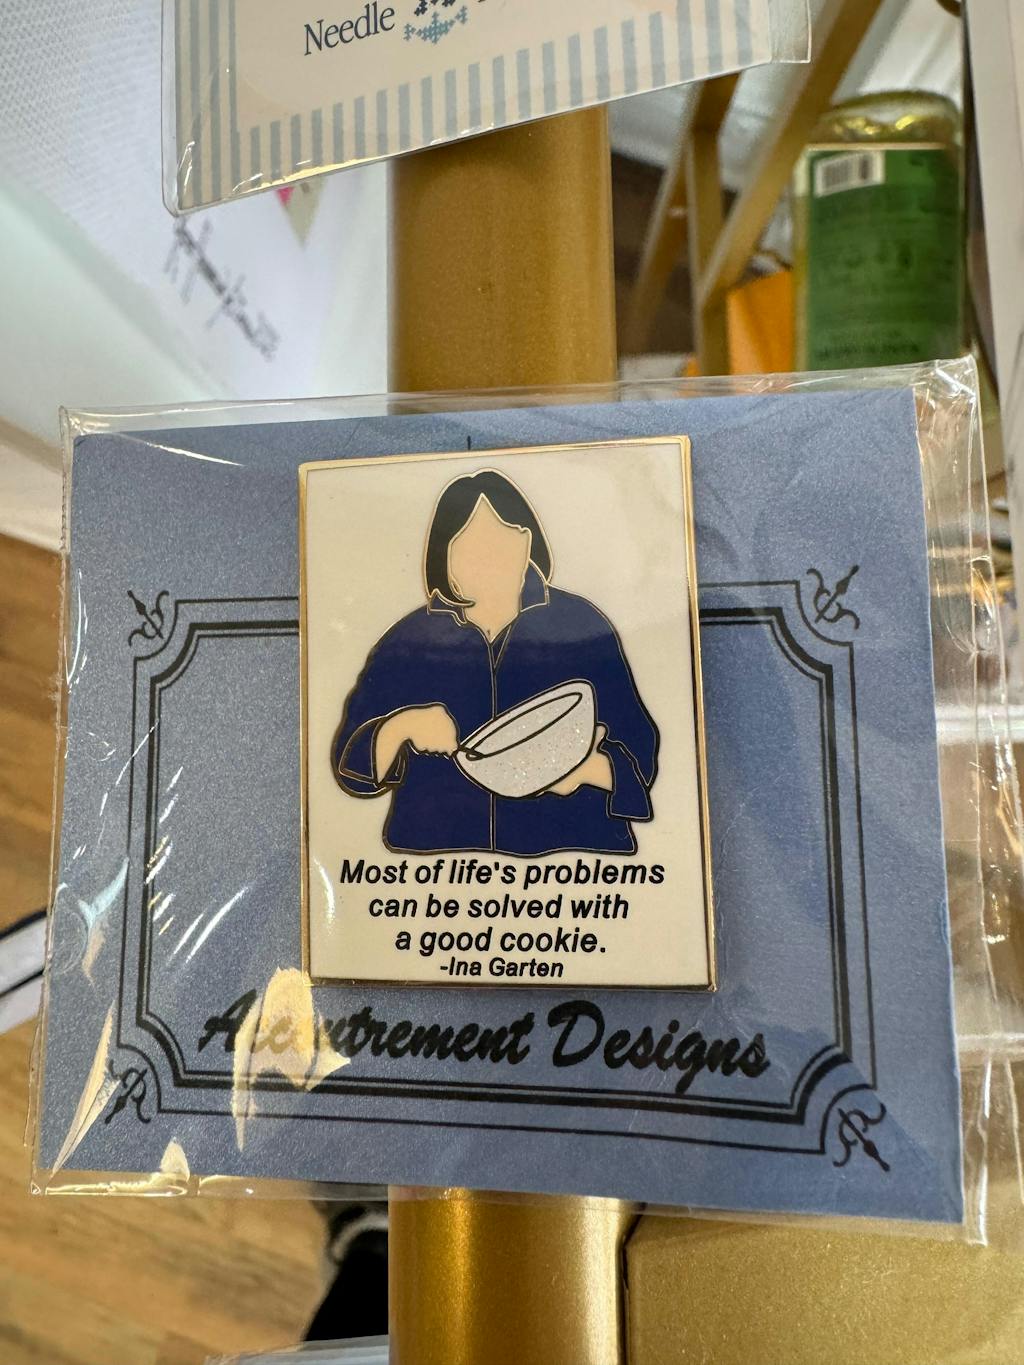 Needle
Most of life's problems
can be solved with
a good cookie.
-Ina Garten
Accoutrement Designs